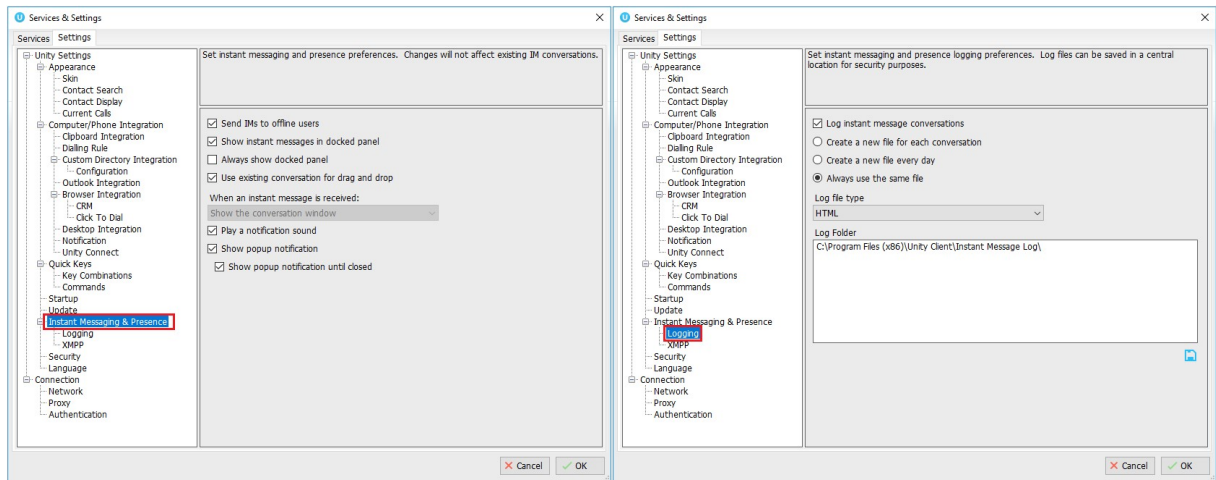 Services & Settings
Services Settings
Unity Settings
Appearance
Skin
Contact Search
Contact Display
Current Calls
Computer/Phone Integration
Clipboard Integration
Dialling Rule
Custom Directory Integration
Configuration
Outlook Integration
Browser Integration
CRM
Click To Dial
Desktop Integration
Notification
Unity Connect
Quick Keys
Key Combinations
Commands
Startup
Update
Instant Messaging & Presence
Logging
XMPP
Security
Language
Connection
Network
Proxy
Authentication
Set instant messaging and presence preferences. Changes will not affect existing IM conversations.
Send IMs to offline users
Show instant messages in docked panel
Always show docked panel
Use existing conversation for drag and drop
When an instant message is received:
Show the conversation window
Play a notification sound
Show popup notification
Show popup notification until closed
Cancel OK
Services & Settings
Services Settings
Unity Settings
Appearance
Skin
Contact Search
Contact Display
Current Calls
Computer/Phone Integration
Clipboard Integration
Dialling Rule
Custom Directory Integration
Configuration
Outlook Integration
Browser Integration
CRM
Click To Dial
Desktop Integration
Notification
Unity Connect
Quick Keys
Key Combinations
Commands
Startup
Update
Instant Messaging & Presence
Logging
XMPP
Security
Language
Connection
Network
Proxy
Authentication
Set instant messaging and presence logging preferences. Log files can be saved in a central
location for security purposes.
Log instant message conversations
Create a new file for each conversation
Create a new file every day
Always use the same file
Log file type
HTML
Log Folder
C:\Program Files (x86)\Unity Client\Instant Message Log\
Cancel OK